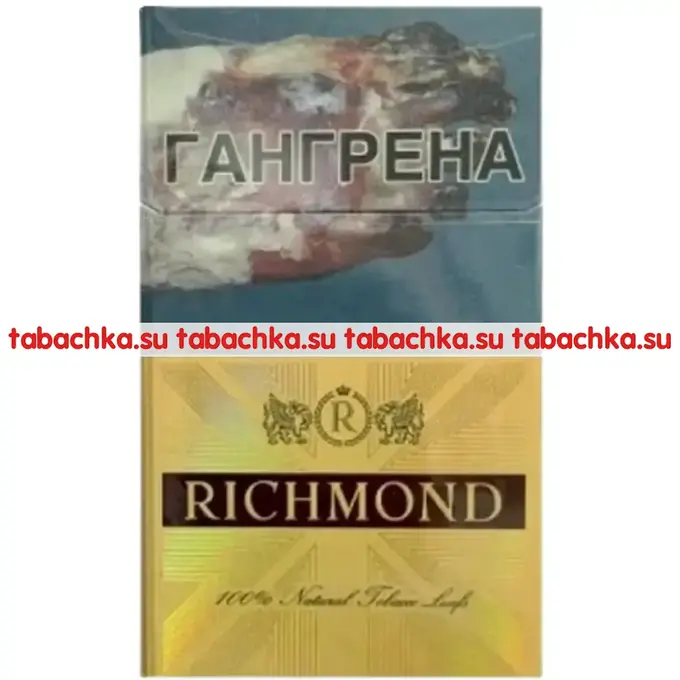 ГАНГРЕНА
tabachka.su tabachka.su tabachka.su tabachka.su
R
RICHMOND
100% Natural Tobacco Leafs